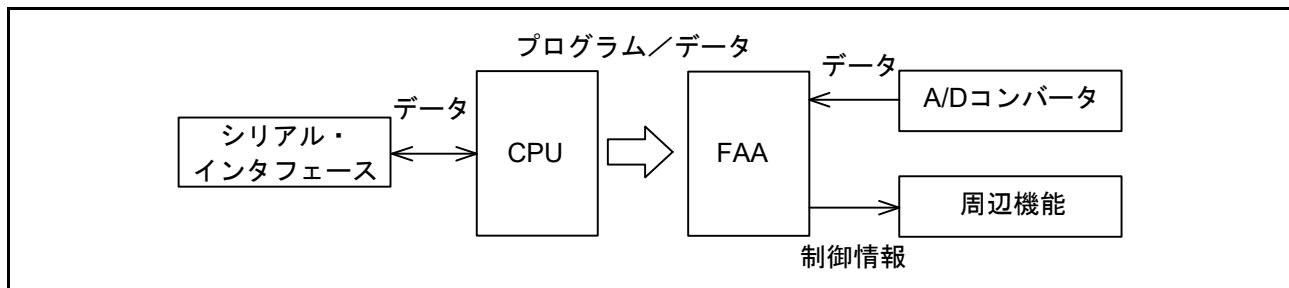 プログラム／データ
データ
A/Dコンバータ
データ
シリアル・
インタフェース
CPU
FAA
周辺機能
制御情報